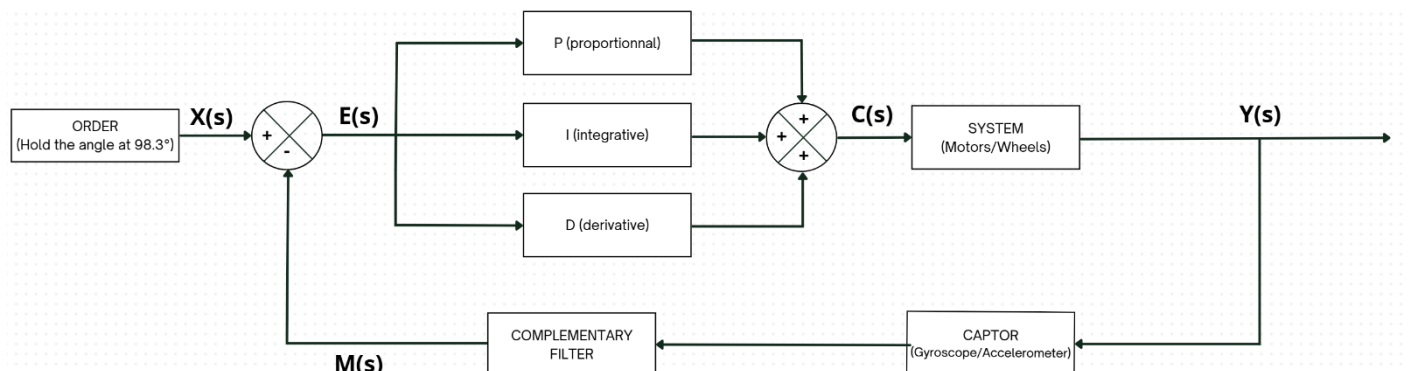 P (proportionnal)
ORDER
(Hold the angle at 98.3°)
X(s)
+
-
E(s)
I (integrative)
+
+
+
C(s)
SYSTEM
(Motors/Wheels)
Y(s)
D (derivative)
COMPLEMENTARY
FILTER
CAPTOR
(Gyroscope/Accelerometer)
M(s)